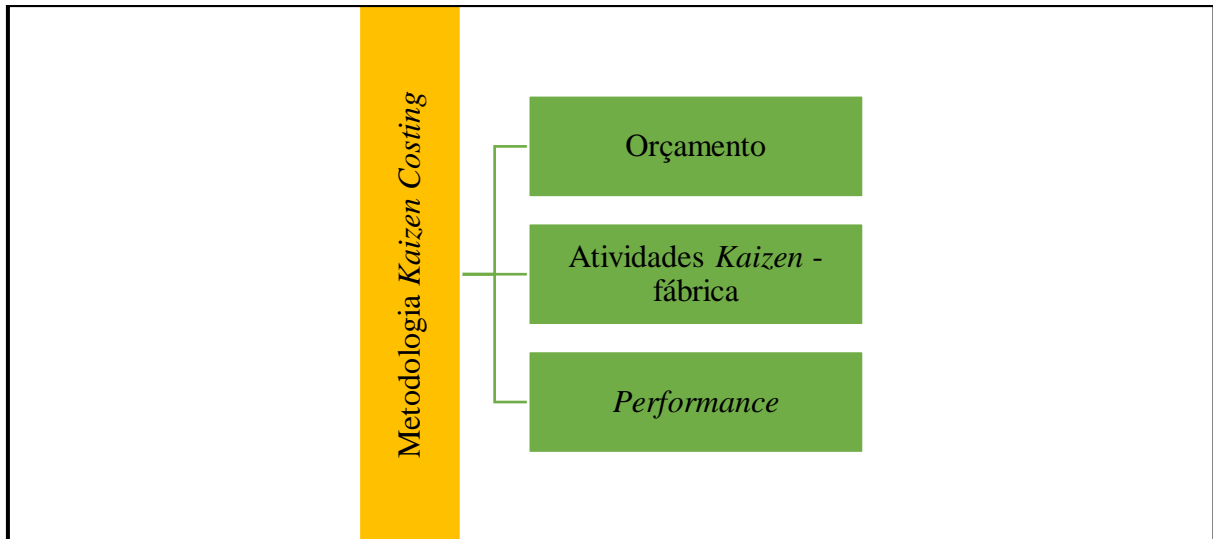 Metodologia Kaizen Costing
Orçamento
Atividades Kaizen -
fábrica
Performance